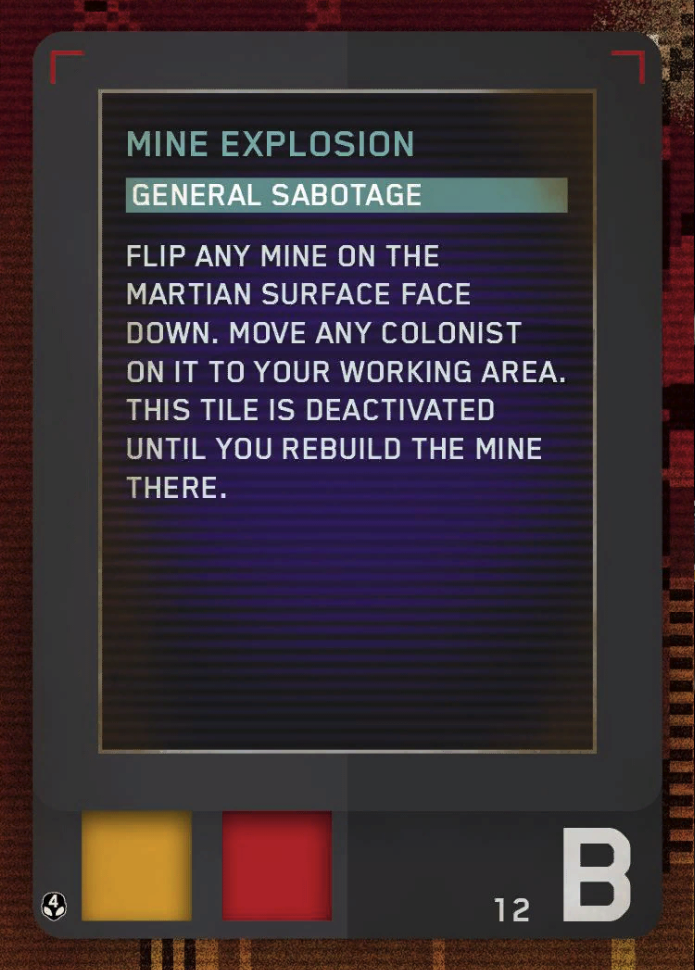 MINE EXPLOSION
GENERAL SABOTAGE
FLIP ANY MINE ON THE
MARTIAN SURFACE FACE
DOWN. MOVE ANY COLONIST
ON IT TO YOUR WORKING AREA.
THIS TILE IS DEACTIVATED
UNTIL YOU REBUILD THE MINE
THERE.
4
12
B